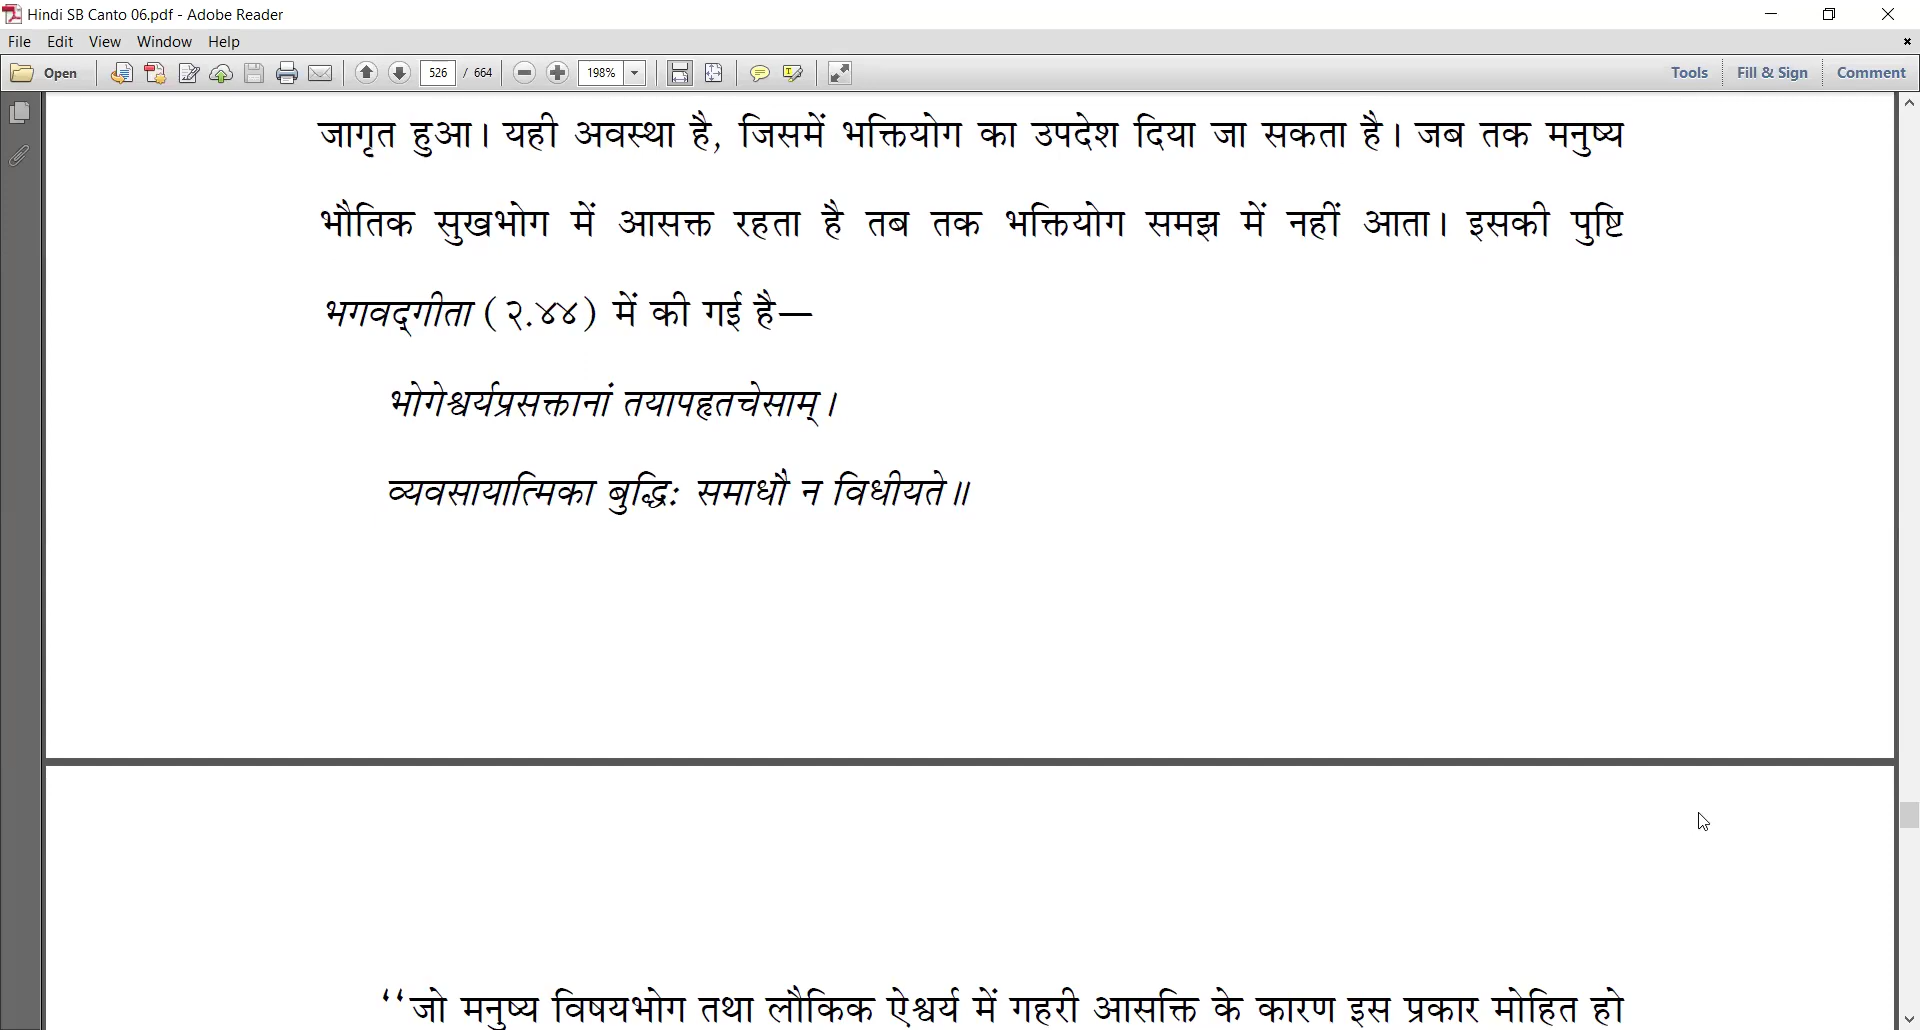 Hindi SB Canto 06.pdf - Adobe Reader
File Edit View Window Help
Open 526 / 664 198% Tools Fill & Sign Comment
जागृत हुआ। यही अवस्था है, जिसमें भक्तियोग का उपदेश दिया जा सकता है। जब तक मनुष्य
भौतिक सुखभोग में आसक्त रहता है तब तक भक्तियोग समझ में नहीं आता। इसकी पुष्टि
भगवद्‌गीता (२.४४) में की गई है—
भोगेश्वर्यप्रसक्तानां तयापहृतचेसाम्।
व्यवसायात्मिका बुद्धिः समाधौ न विधीयते॥
‘‘जो मनुष्य विषयभोग तथा लौकिक ऐश्वर्य में गहरी आसक्ति के कारण इस प्रकार मोहित हो